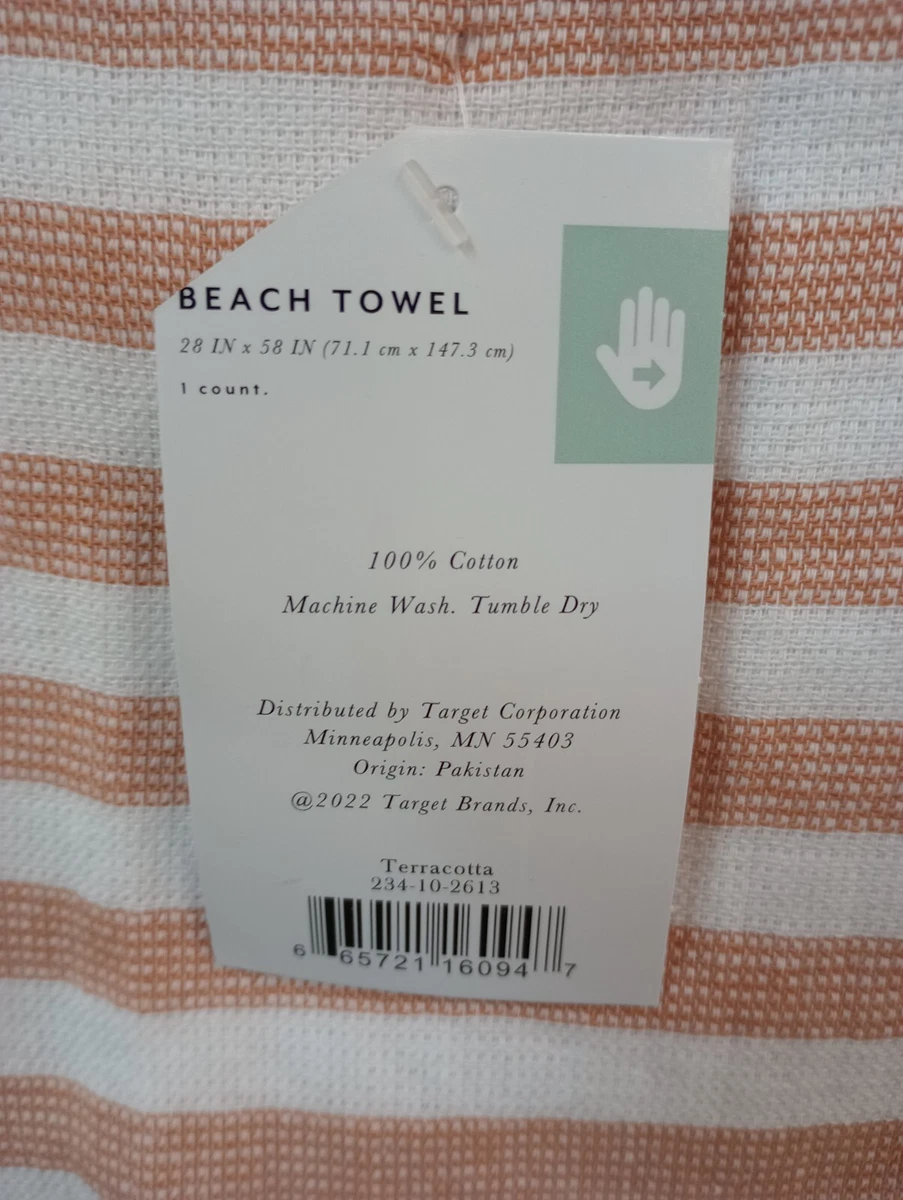 BEACH TOWEL
28 IN x 58 IN (71.1 cm x 147.3 cm)
1 count.
100% Cotton
Machine Wash. Tumble Dry
Distributed by Target Corporation
Minneapolis, MN 55403
Origin: Pakistan
@2022 Target Brands, Inc.
Terracotta
234-10-2613
6 65721 16094 7